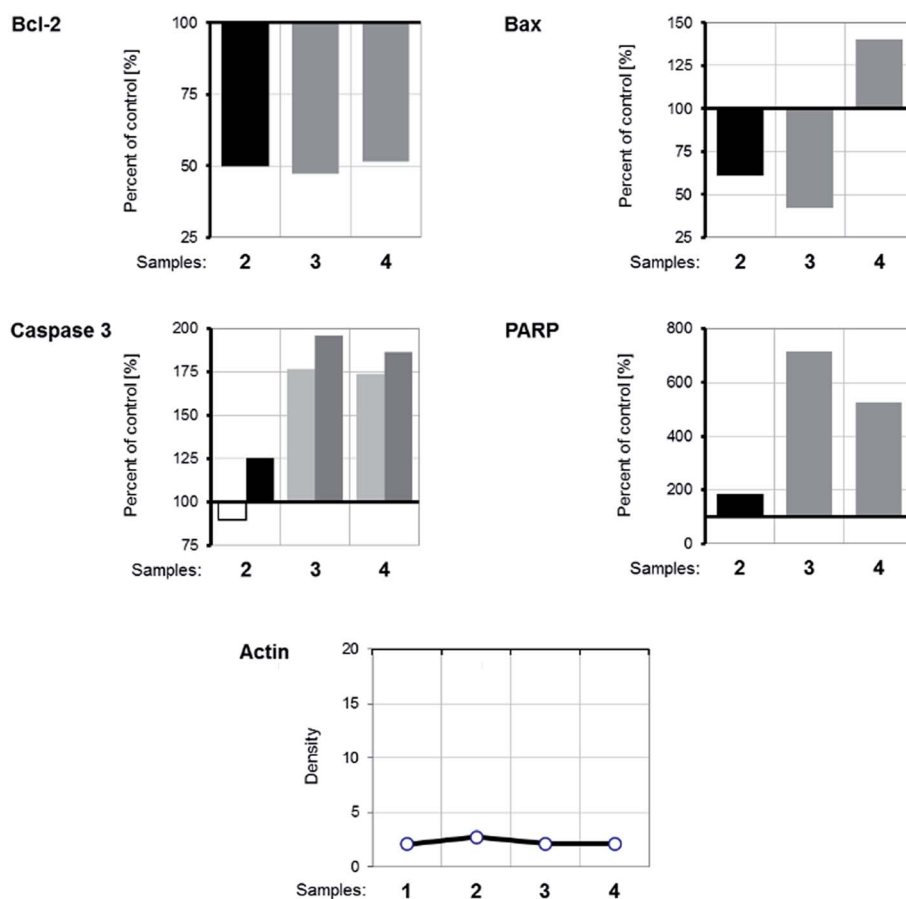 Bcl-2
Percent of control [%]
100
75
50
25
Samples: 2 3 4
Bax
Percent of control [%]
150
125
100
75
50
25
Samples: 2 3 4
Caspase 3
Percent of control [%]
200
175
150
125
100
75
Samples: 2 3 4
PARP
Percent of control [%]
800
600
400
200
0
Samples: 2 3 4
Actin
Density
20
15
10
5
0
Samples: 1 2 3 4